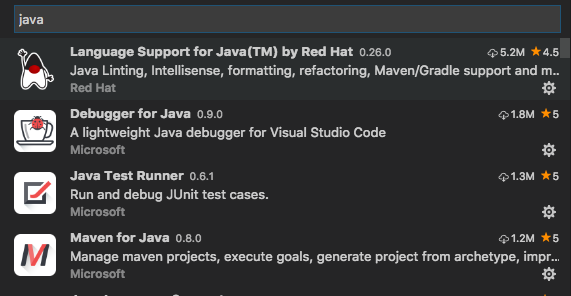 java
Language Support for Java(TM) by Red Hat 0.26.0 5.2M ★4.5
Java Linting, Intellisense, formatting, refactoring, Maven/Gradle support and m...
Red Hat
Debugger for Java 0.9.0 1.8M ★5
A lightweight Java debugger for Visual Studio Code
Microsoft
Java Test Runner 0.6.1 1.3M ★5
Run and debug JUnit test cases.
Microsoft
Maven for Java 0.8.0 1.2M ★5
Manage maven projects, execute goals, generate project from archetype, impr...
Microsoft